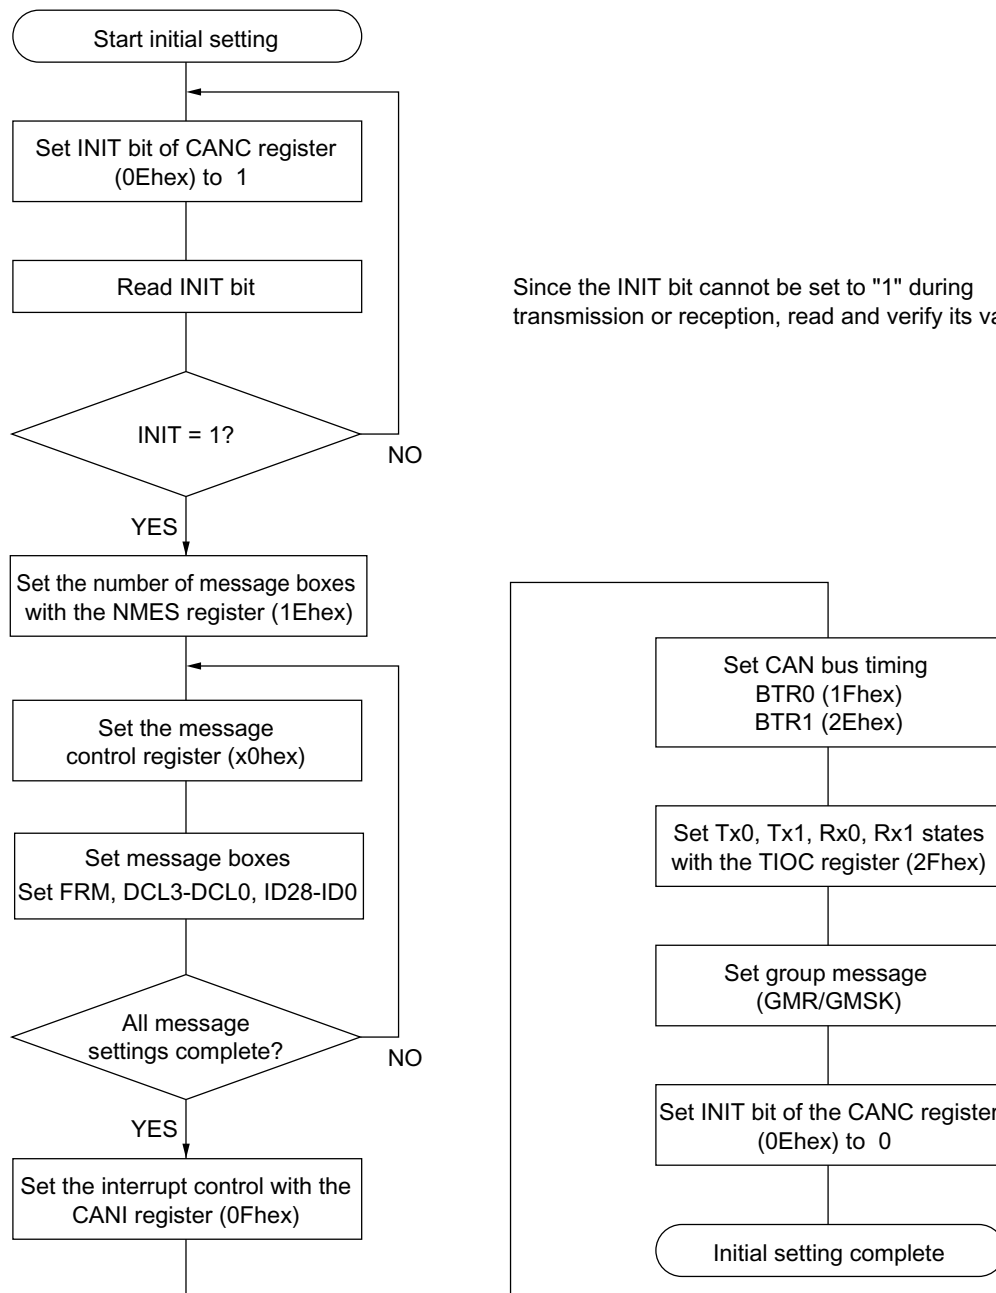 Start initial setting
Set INIT bit of CANC register
(0Ehex) to 1
Read INIT bit
Since the INIT bit cannot be set to "1" during
transmission or reception, read and verify its
INIT = 1?
NO
YES
Set the number of message boxes
with the NMES register (1Ehex)
Set the message
control register (x0hex)
Set message boxes
Set FRM, DCL3-DCL0, ID28-ID0
All message
settings complete?
NO
YES
Set the interrupt control with the
CANI register (0Fhex)
Set CAN bus timing
BTR0 (1Fhex)
BTR1 (2Ehex)
Set Tx0, Tx1, Rx0, Rx1 states
with the TIOC register (2Fhex)
Set group message
(GMR/GMSK)
Set INIT bit of the CANC register
(0Ehex) to 0
Initial setting complete